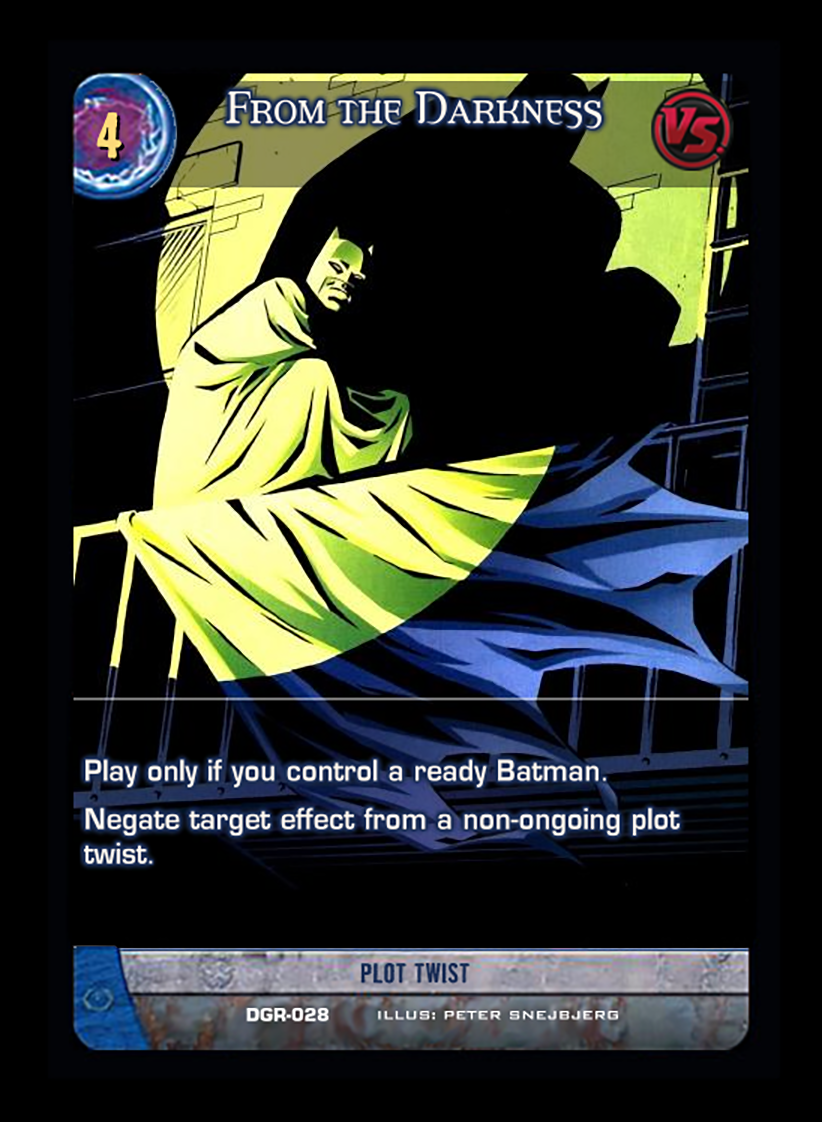 4
From the Darkness
VS.
Play only if you control a ready Batman.
Negate target effect from a non-ongoing plot
twist.
PLOT TWIST
DGR-028 ILLUS: PETER SNEJBJERG